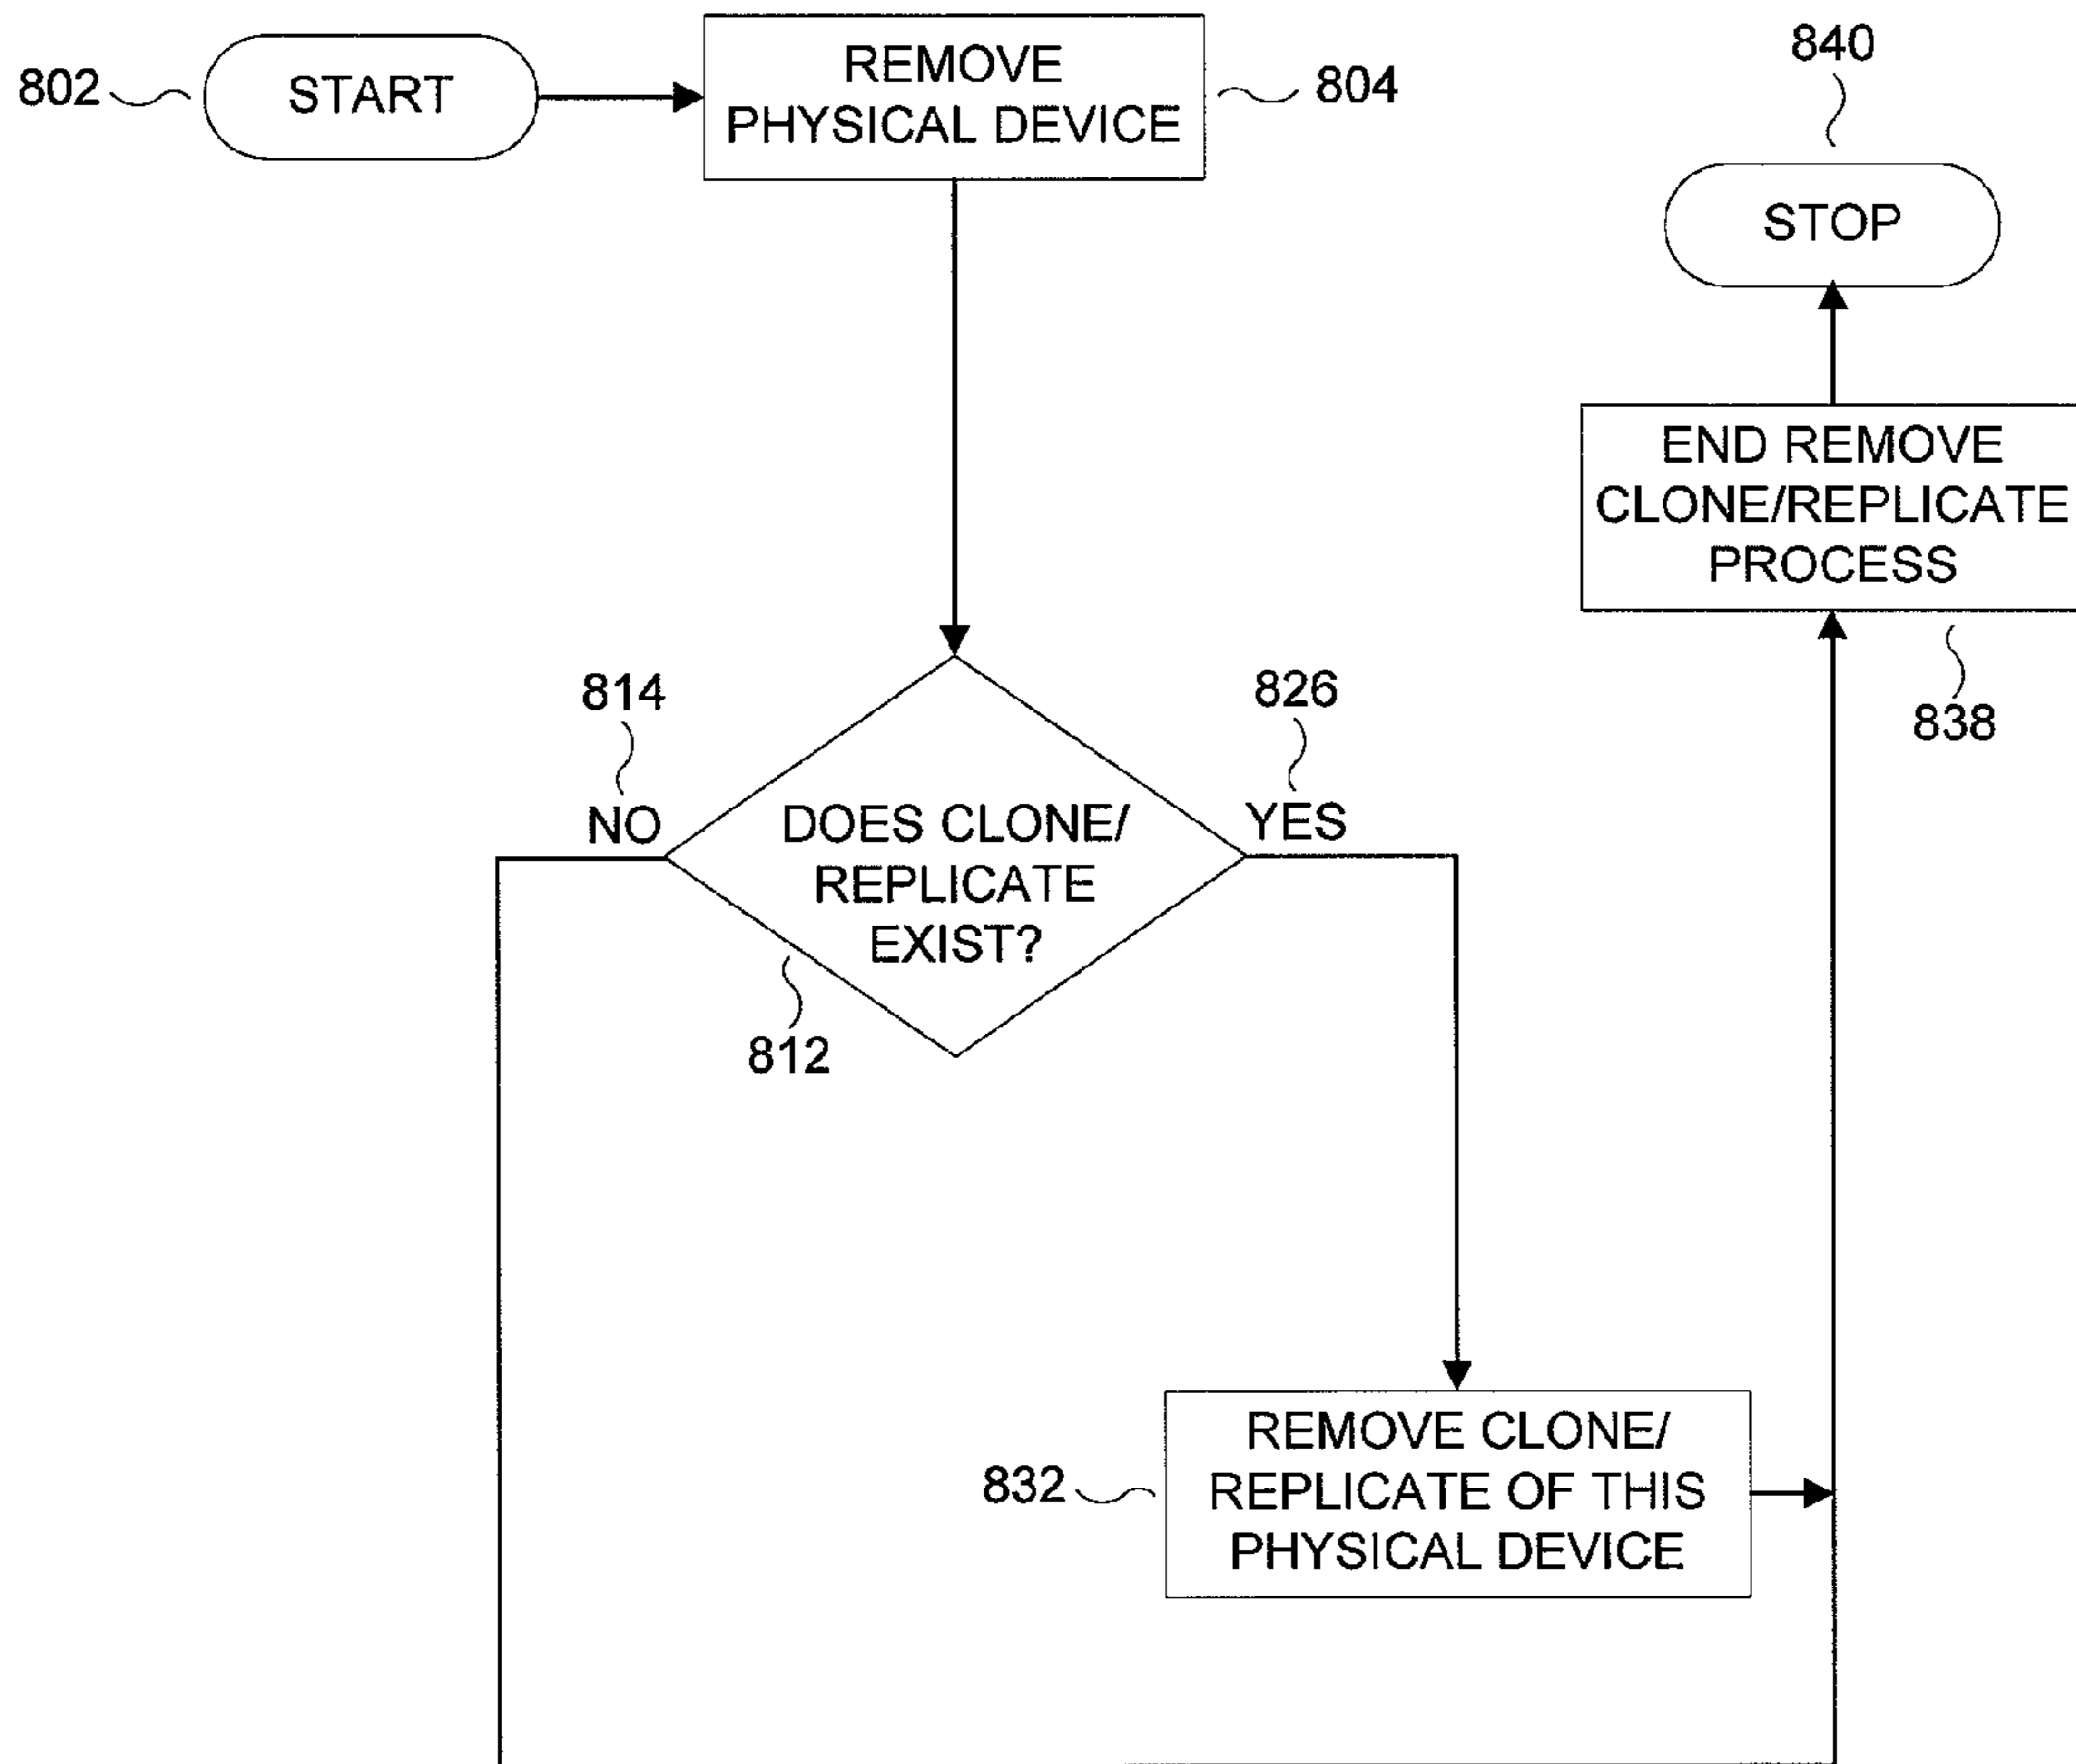 802
START
REMOVE
PHYSICAL DEVICE
804
840
STOP
END REMOVE
CLONE/REPLICATE
PROCESS
838
814
NO
826
YES
DOES CLONE/
REPLICATE
EXIST?
812
832
REMOVE CLONE/
REPLICATE OF THIS
PHYSICAL DEVICE